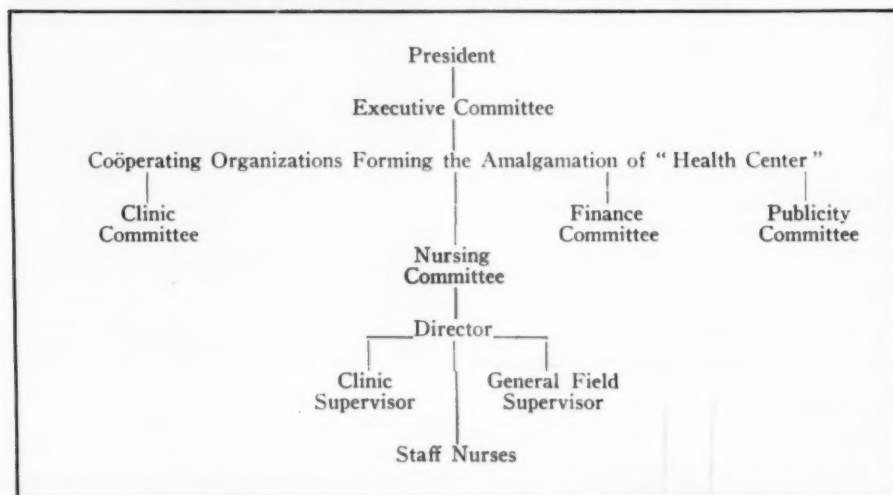 President
Executive Committee
Coöperating Organizations Forming the Amalgamation of "Health Center"
Clinic
Committee
Finance
Committee
Publicity
Committee
Nursing
Committee
Director
Clinic
Supervisor
General Field
Supervisor
Staff Nurses